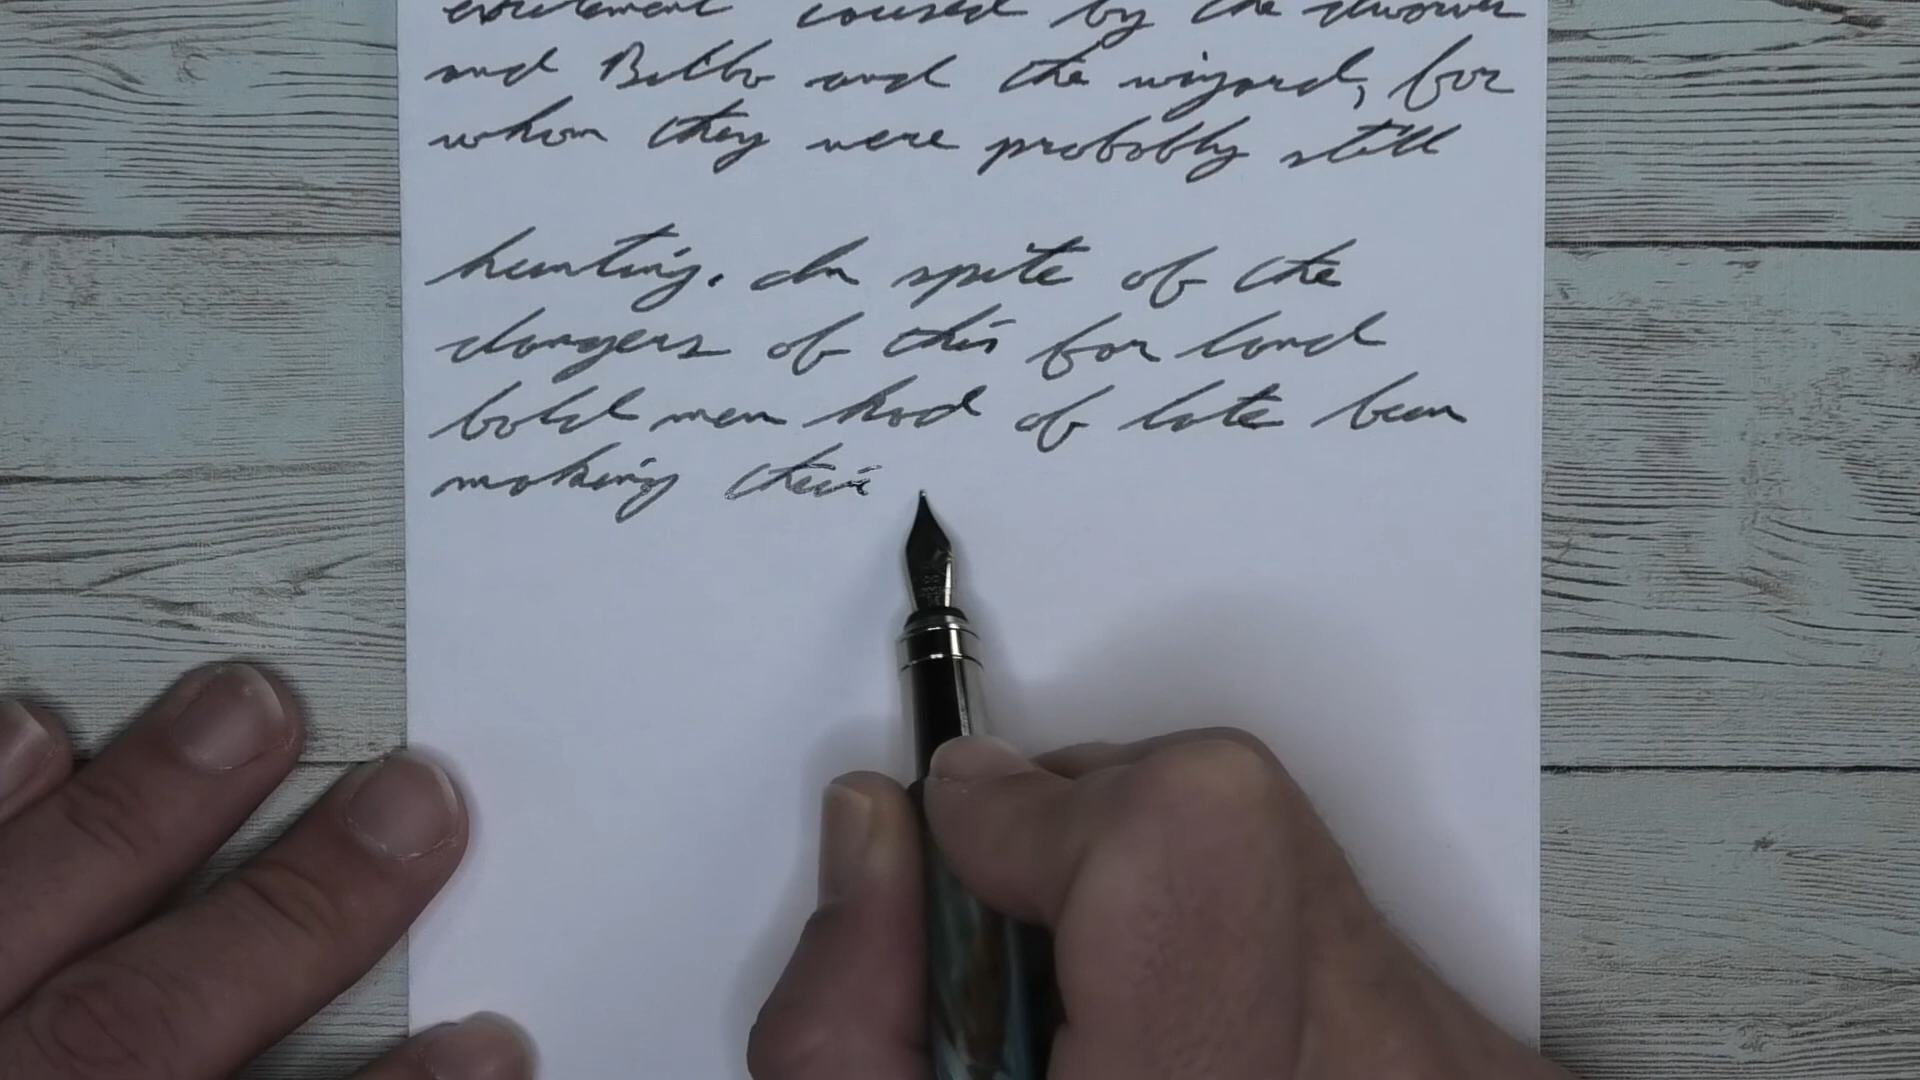 excitement caused by the dwarves
and Bilbo and the wizard, for
whom they were probably still
hunting. In spite of the
dangers of this far land
bold men had of late been
making their